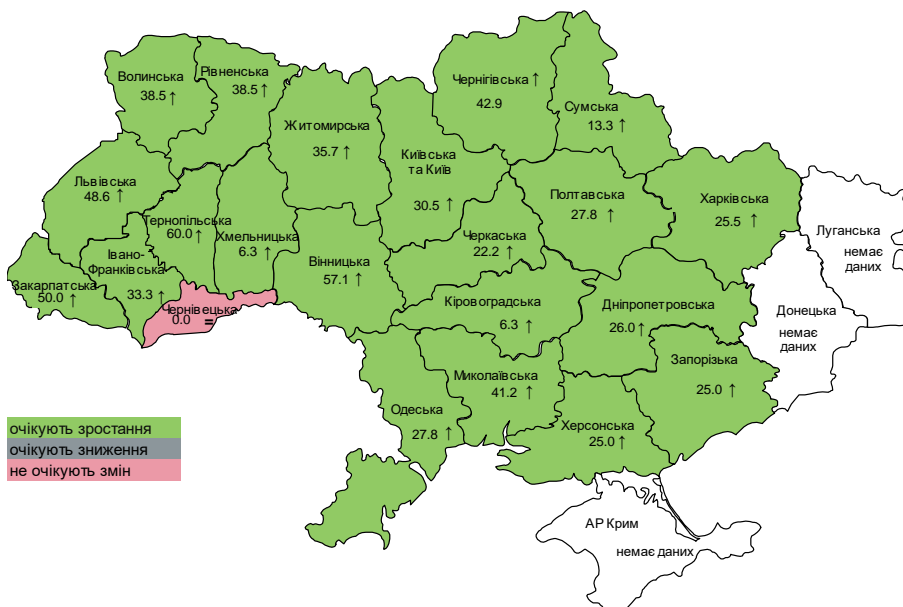 Волинська
38.5 ↑
Рівненська
38.5 ↑
Житомирська
35.7 ↑
Київська
та Київ
30.5 ↑
Чернігівська ↑
42.9
Сумська
13.3 ↑
Львівська
48.6 ↑
Тернопільська
60.0 ↑
Хмельницька
6.3 ↑
Вінницька
57.1 ↑
Черкаська
22.2 ↑
Полтавська
27.8 ↑
Харківська
25.5 ↑
Луганська
немає
даних
Закарпатська
50.0 ↑
Івано-
Франківська
33.3 ↑
Чернівецька
0.0 =
Кіровоградська
6.3 ↑
Дніпропетровська
26.0 ↑
Донецька
немає
даних
Одеська
27.8 ↑
Миколаївська
41.2 ↑
Херсонська
25.0 ↑
Запорізька
25.0 ↑
АР Крим
немає даних
очікують зростання
очікують зниження
не очікують змін